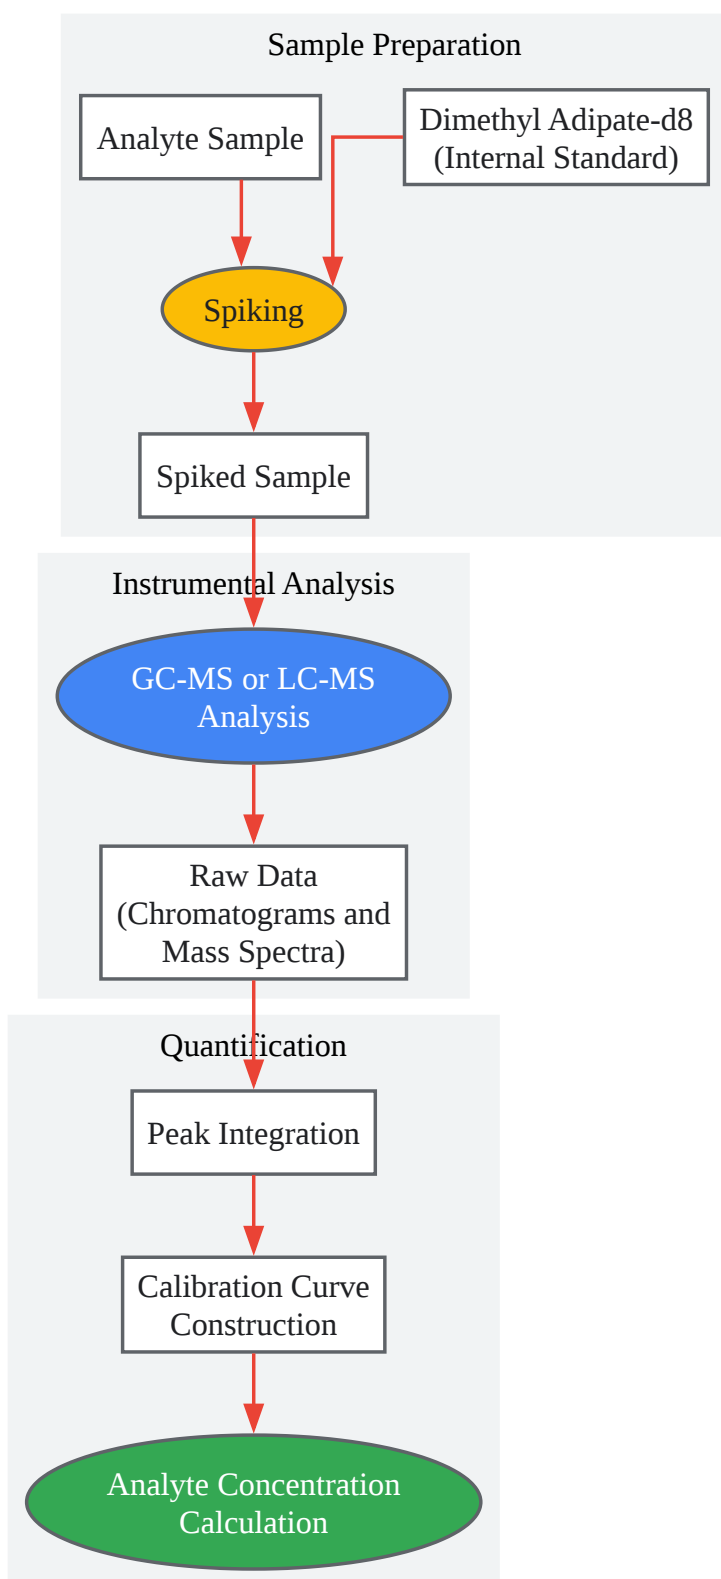 Sample Preparation
Analyte Sample
Dimethyl Adipate-d8
(Internal Standard)
Spiking
Spiked Sample
Instrumental Analysis
GC-MS or LC-MS
Analysis
Raw Data
(Chromatograms and
Mass Spectra)
Quantification
Peak Integration
Calibration Curve
Construction
Analyte Concentration
Calculation